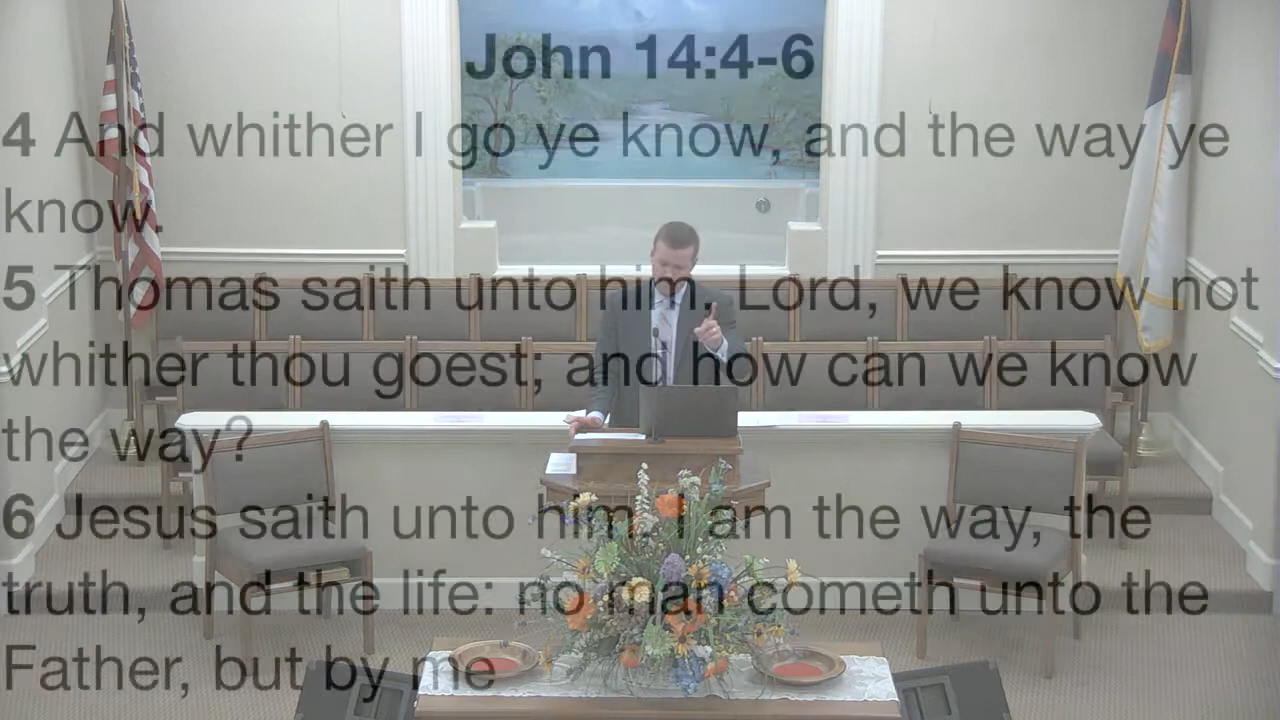 John 14:4-6
4 And whither I go ye know, and the way ye
know.
5 Thomas saith unto him, Lord, we know not
whither thou goest; and how can we know
the way?
6 Jesus saith unto him, I am the way, the
truth, and the life: no man cometh unto the
Father, but by me